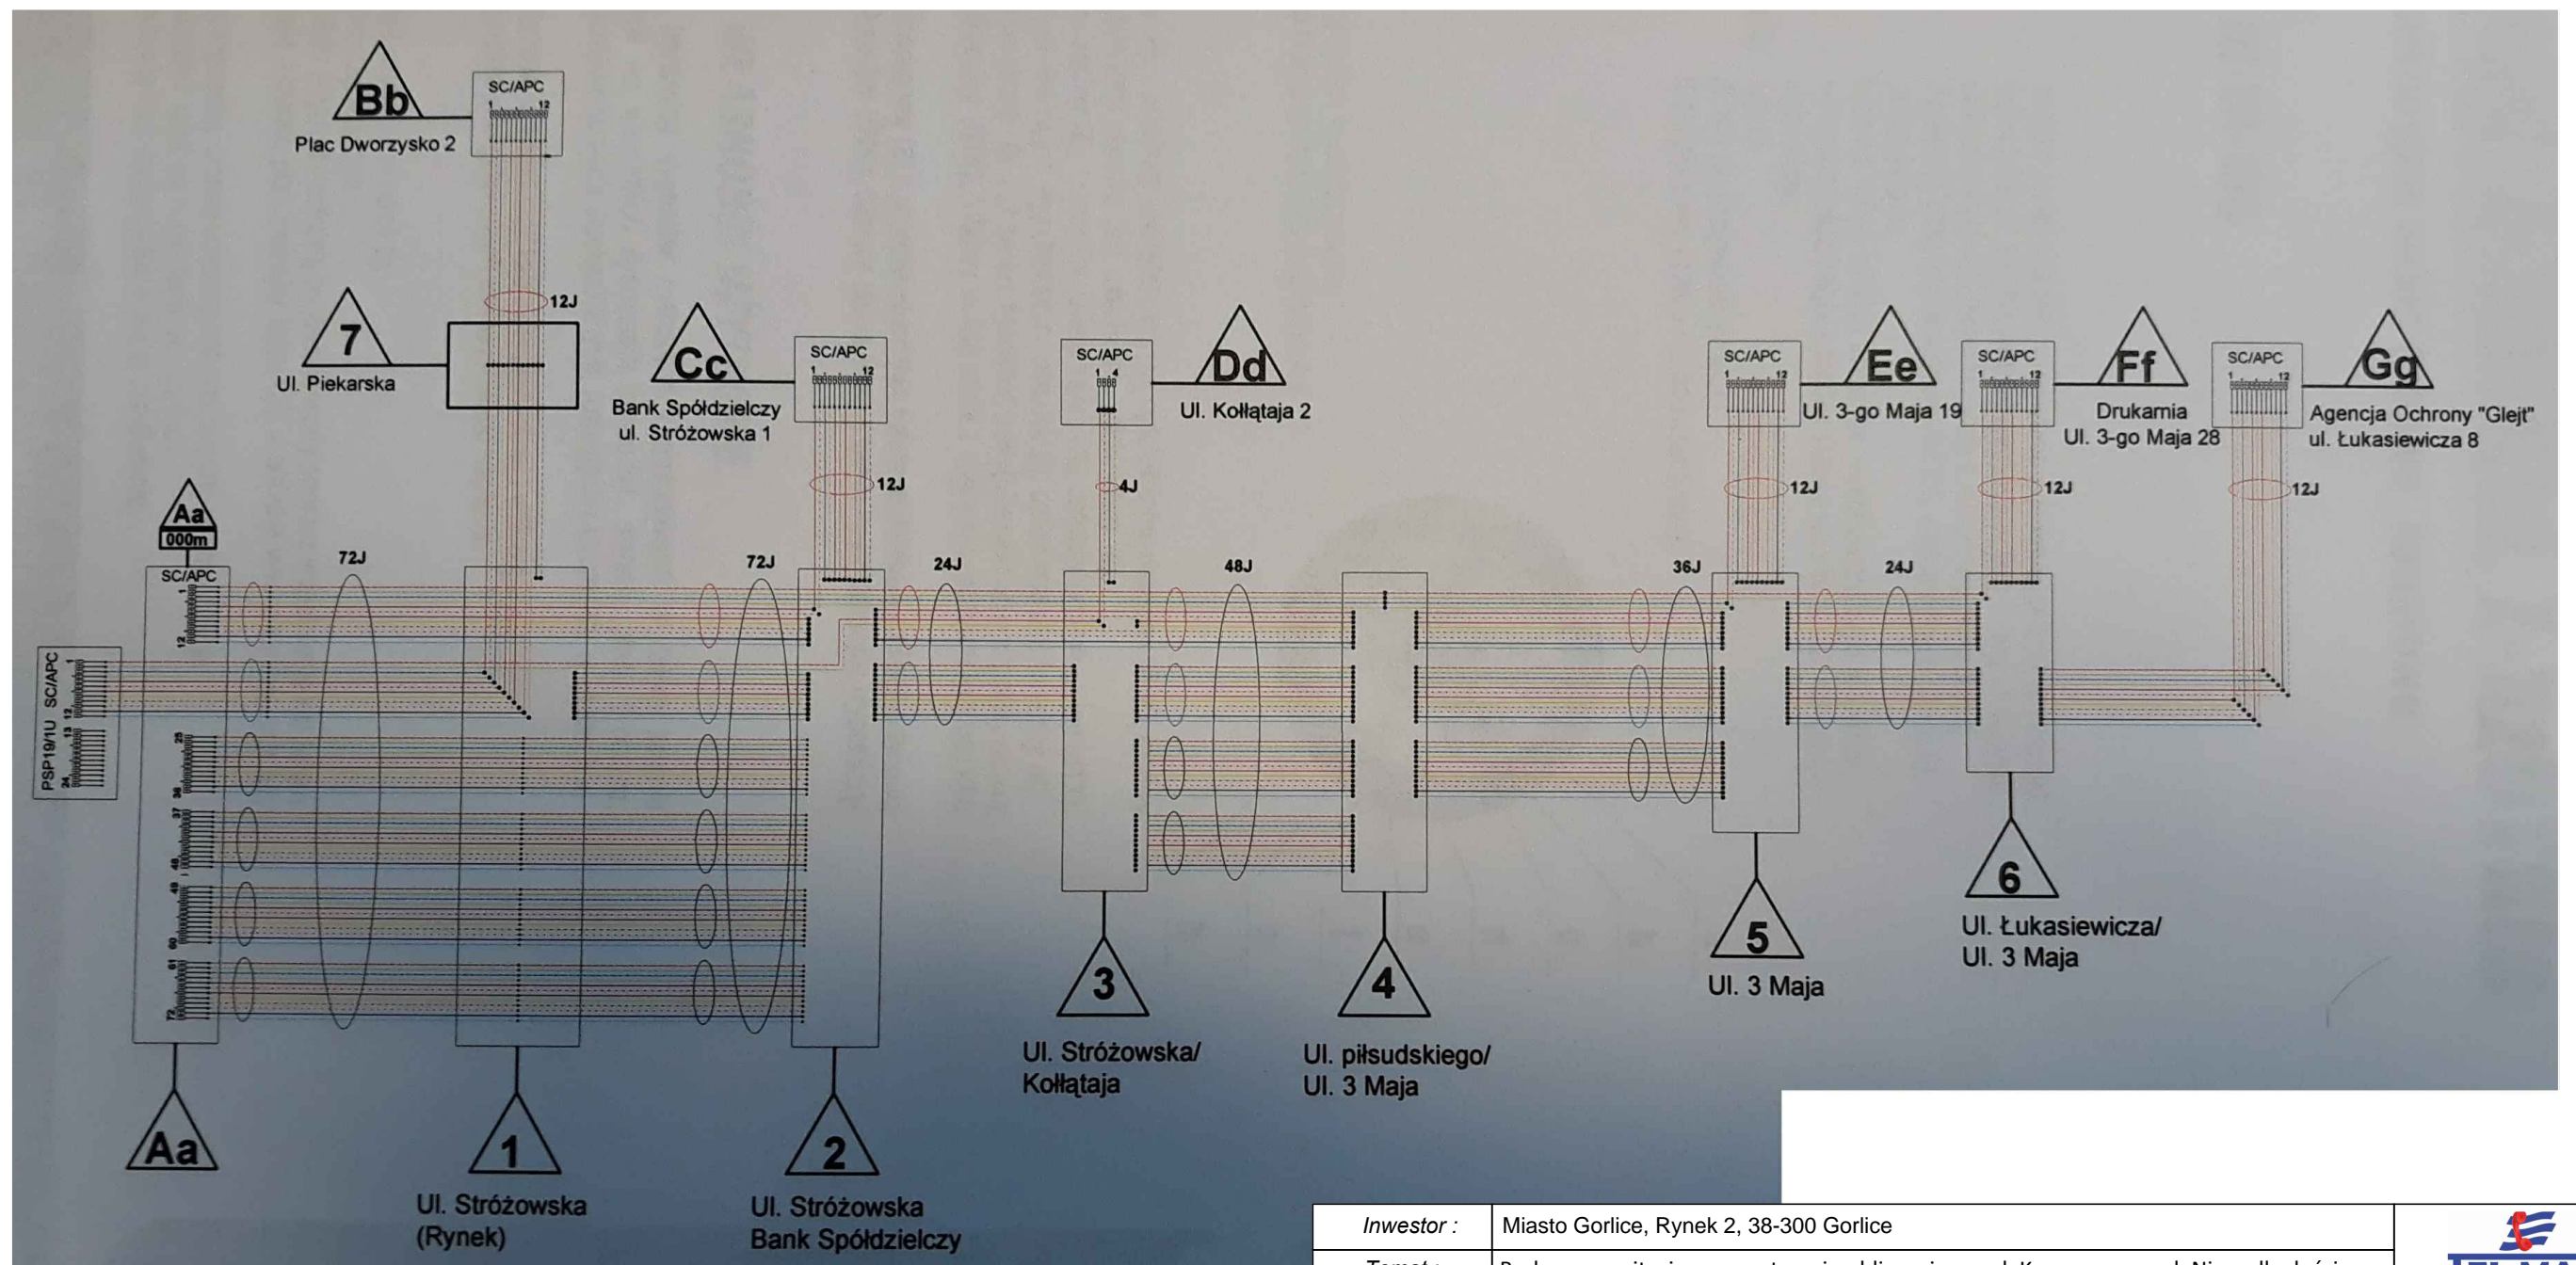 Bb
Plac Dworzysko 2
SC/APC
1 12
12J
7
Ul. Piekarska
Cc
Bank Spółdzielczy
ul. Stróżowska 1
SC/APC
1 12
12J
SC/APC
1 4
4J
Dd
Ul. Kołłątaja 2
SC/APC
1 12
12J
Ee
Ul. 3-go Maja 19
SC/APC
1 12
12J
Ff
Drukarnia
Ul. 3-go Maja 28
SC/APC
1 12
12J
Gg
Agencja Ochrony "Glejt"
ul. Łukasiewicza 8
Aa
000m
SC/APC
1
12
72J
72J
24J
48J
36J
24J
PSP19/1U SC/APC
1
12
13
24
25
36
37
48
49
60
61
72
Aa
1
Ul. Stróżowska
(Rynek)
2
Ul. Stróżowska
Bank Spółdzielczy
3
Ul. Stróżowska/
Kołłątaja
4
Ul. piłsudskiego/
Ul. 3 Maja
5
Ul. 3 Maja
6
Ul. Łukasiewicza/
Ul. 3 Maja
Inwestor :
Miasto Gorlice, Rynek 2, 38-300 Gorlice